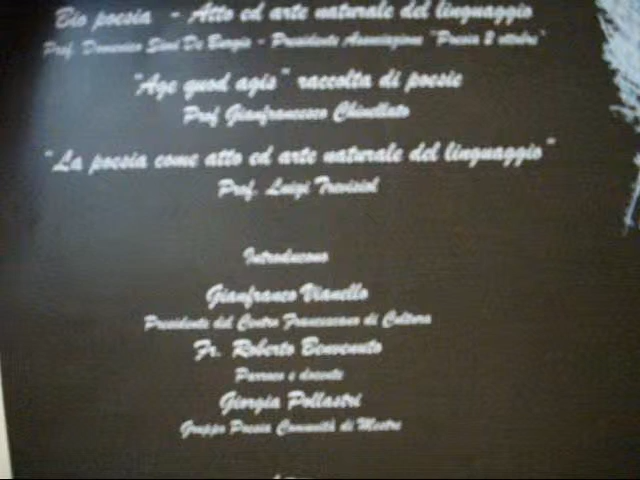 Bio poesia - Atto ed arte naturale del linguaggio
Prof. Domenico Simi De Burgis - Presidente Associazione "Poesia 2 ottobre"
"Age quod agis" raccolta di poesie
Prof Gianfrancesco Chinellato
"La poesia come atto ed arte naturale del linguaggio"
Prof. Luigi Trevisiol
Introducono
Gianfranco Vianello
Presidente del Centro Francescano di Cultura
Fr. Roberto Benvenuto
Parroco e docente
Giorgia Pollastri
Gruppo Poesia Comunità di Mestre